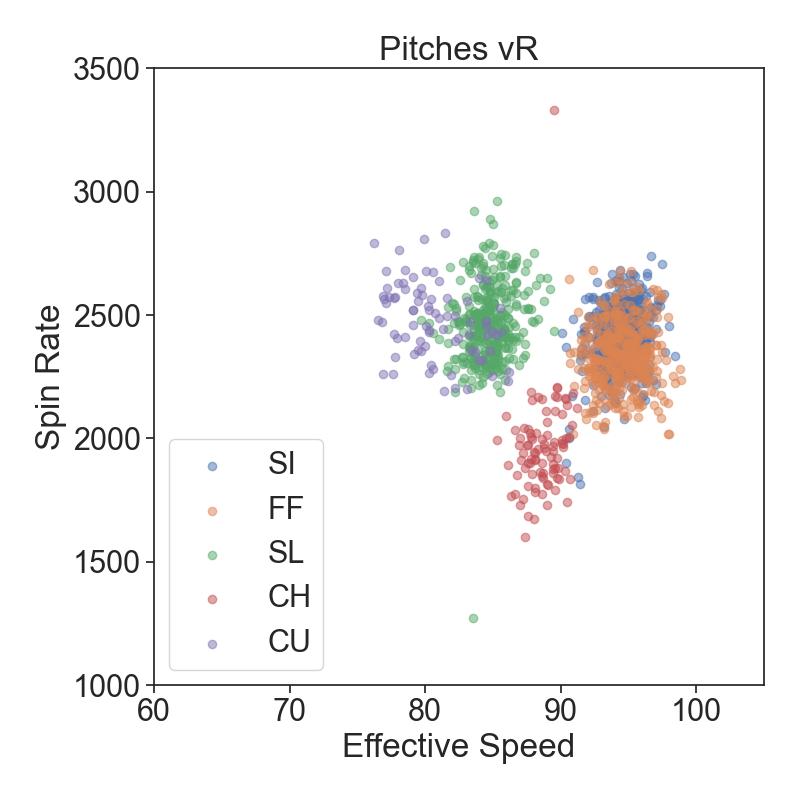 Pitches vR
3500
3000
2500
2000
1500
1000
Spin Rate
SI
FF
SL
CH
CU
60 70 80 90 100
Effective Speed